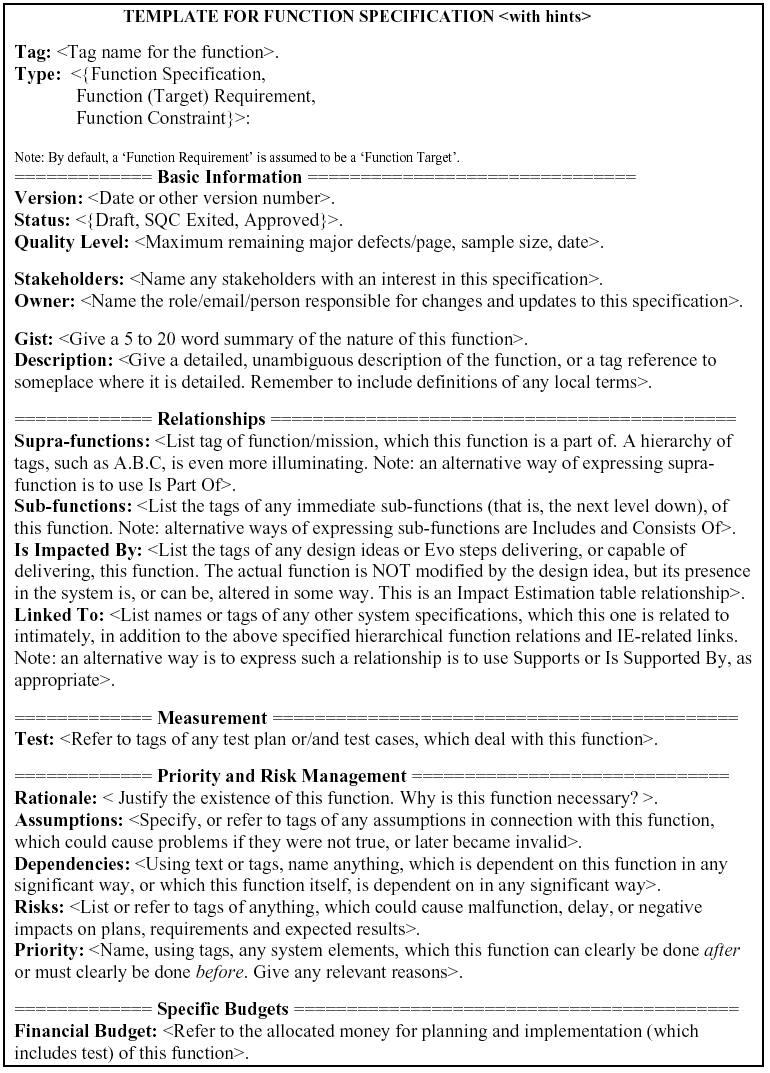 TEMPLATE FOR FUNCTION SPECIFICATION <with hints>
Tag: <Tag name for the function>.
Type: <{Function Specification,
Function (Target) Requirement,
Function Constraint}>:
Note: By default, a ‘Function Requirement’ is assumed to be a ‘Function Target’.
============= Basic Information ===============================
Version: <Date or other version number>.
Status: <{Draft, SQC Exited, Approved}>.
Quality Level: <Maximum remaining major defects/page, sample size, date>.
Stakeholders: <Name any stakeholders with an interest in this specification>.
Owner: <Name the role/email/person responsible for changes and updates to this specification>.
Gist: <Give a 5 to 20 word summary of the nature of this function>.
Description: <Give a detailed, unambiguous description of the function, or a tag reference to
someplace where it is detailed. Remember to include definitions of any local terms>.
============= Relationships ============================================
Supra-functions: <List tag of function/mission, which this function is a part of. A hierarchy of
tags, such as A.B.C, is even more illuminating. Note: an alternative way of expressing supra-
function is to use Is Part Of>.
Sub-functions: <List the tags of any immediate sub-functions (that is, the next level down), of
this function. Note: alternative ways of expressing sub-functions are Includes and Consists Of>.
Is Impacted By: <List the tags of any design ideas or Evo steps delivering, or capable of
delivering, this function. The actual function is NOT modified by the design idea, but its presence
in the system is, or can be, altered in some way. This is an Impact Estimation table relationship>.
Linked To: <List names or tags of any other system specifications, which this one is related to
intimately, in addition to the above specified hierarchical function relations and IE-related links.
Note: an alternative way is to express such a relationship is to use Supports or Is Supported By, as
appropriate>.
============= Measurement ============================================
Test: <Refer to tags of any test plan or/and test cases, which deal with this function>.
============= Priority and Risk Management ==============================
Rationale: < Justify the existence of this function. Why is this function necessary? >.
Assumptions: <Specify, or refer to tags of any assumptions in connection with this function,
which could cause problems if they were not true, or later became invalid>.
Dependencies: <Using text or tags, name anything, which is dependent on this function in any
significant way, or which this function itself, is dependent on in any significant way>.
Risks: <List or refer to tags of anything, which could cause malfunction, delay, or negative
impacts on plans, requirements and expected results>.
Priority: <Name, using tags, any system elements, which this function can clearly be done after
or must clearly be done before. Give any relevant reasons>.
============= Specific Budgets ==========================================
Financial Budget: <Refer to the allocated money for planning and implementation (which
includes test) of this function>.